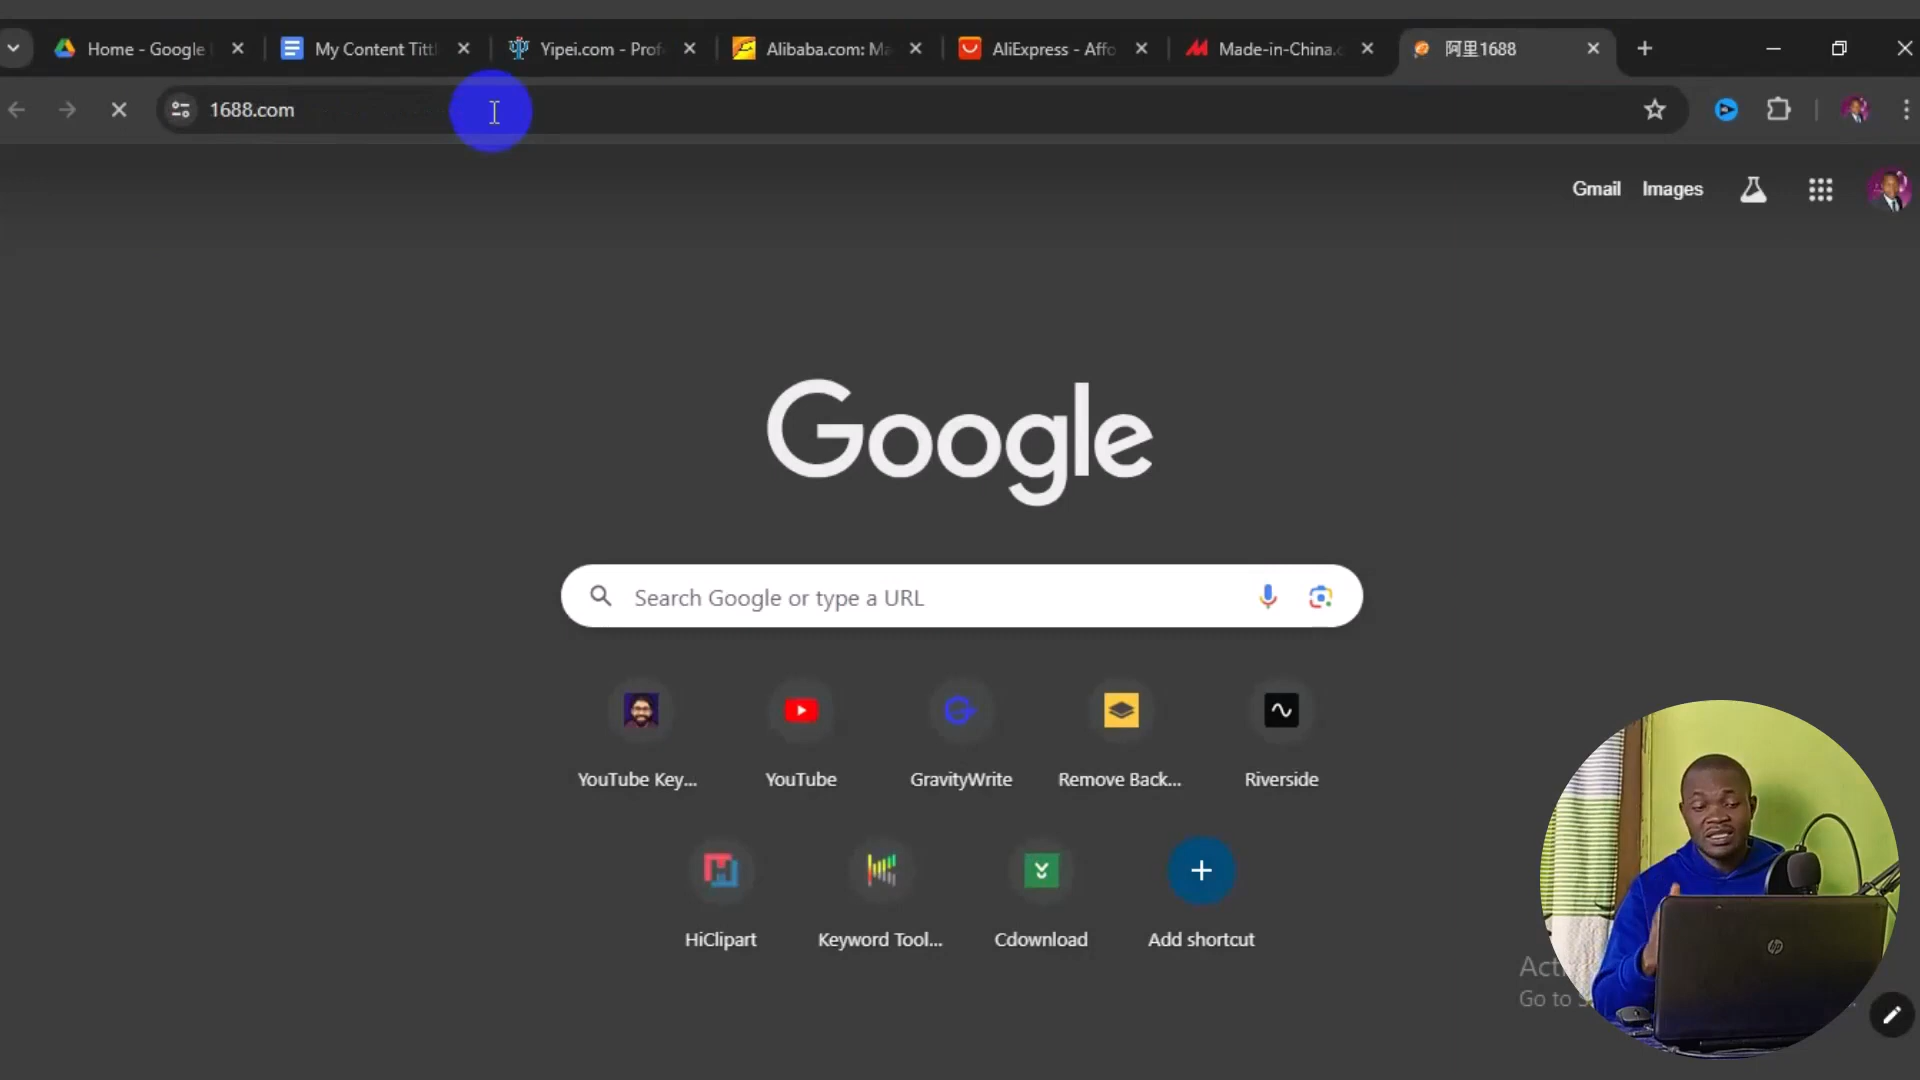 Home - Google
My Content Tittl
Yipei.com - Prof
Alibaba.com: Ma
AliExpress - Affo
Made-in-China.c
阿里1688
1688.com
Gmail
Images
Google
Search Google or type a URL
YouTube Key...
YouTube
GravityWrite
Remove Back...
Riverside
HiClipart
Keyword Tool...
Cdownload
Add shortcut
Go to
hp